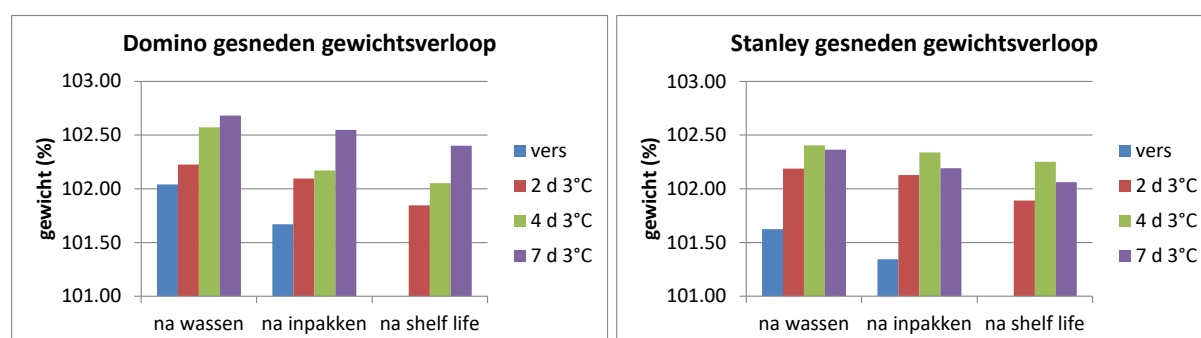 Domino gesneden gewichtsverloop
gewicht (%)
103.00
102.50
102.00
101.50
101.00
na wassen na inpakken na shelf life
vers
2 d 3°C
4 d 3°C
7 d 3°C
Stanley gesneden gewichtsverloop
gewicht (%)
103.00
102.50
102.00
101.50
101.00
na wassen na inpakken na shelf life
vers
2 d 3°C
4 d 3°C
7 d 3°C